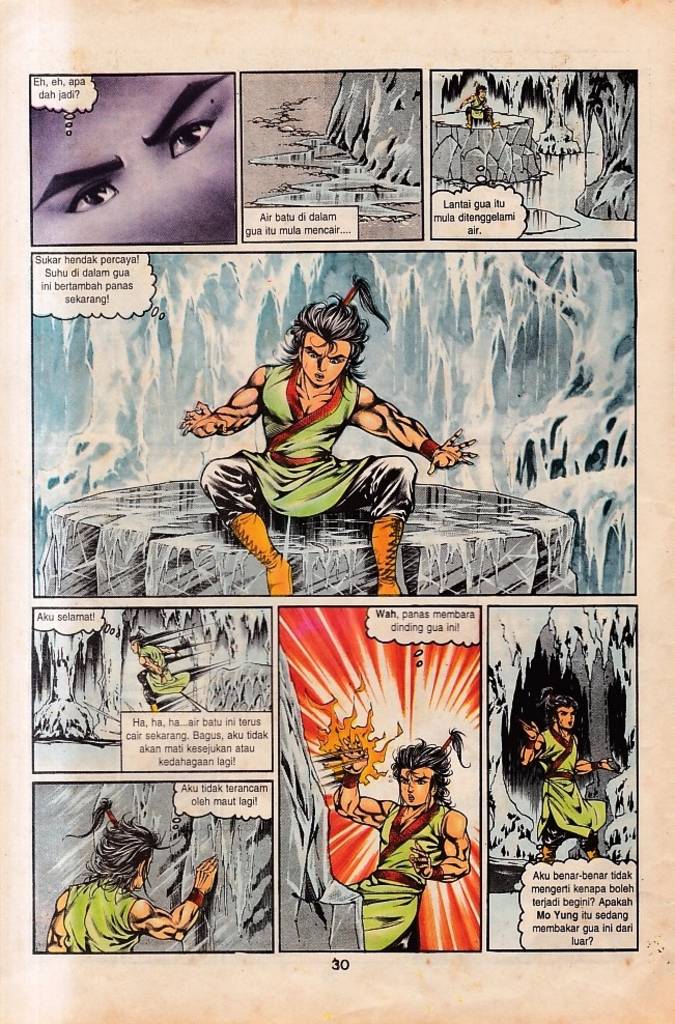 Eh, eh, apa
dah jadi?
Air batu di dalam
gua itu mula mencair....
Lantai gua itu
mula ditenggelami
air.
Sukar hendak percaya!
Suhu di dalam gua
ini bertambah panas
sekarang!
Aku selamat!
Ha, ha, ha...air batu ini terus
cair sekarang. Bagus, aku tidak
akan mati kesejukan atau
kedahagaan lagi!
Aku tidak terancam
oleh maut lagi!
Wah, panas membara
dinding gua ini!
Aku benar-benar tidak
mengerti kenapa boleh
terjadi begini? Apakah
Mo Yung itu sedang
membakar gua ini dari
luar?
30